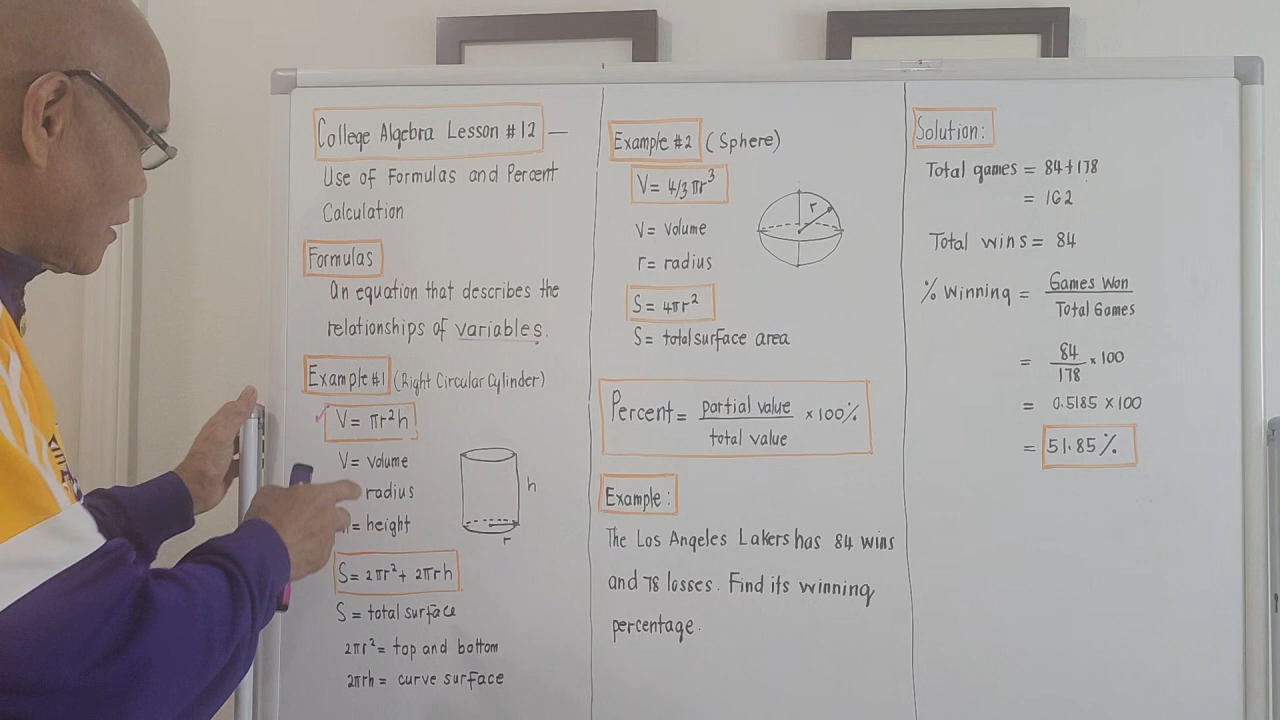 College Algebra Lesson #12 —
Use of Formulas and Percent
Calculation
Formulas
An equation that describes the
relationships of variables.
Example #1 (Right Circular Cylinder)
V = πr²h
V = volume
radius
= height
h
r
S = 2πr² + 2πrh
S = total surface
2πr² = top and bottom
2πrh = curve surface
Example #2 (Sphere)
V = 4/3 πr³
V = volume
r = radius
r
S = 4πr²
S = total surface area
Percent = partial value / total value × 100%
Example:
The Los Angeles Lakers has 84 wins
and 78 losses. Find its winning
percentage.
Solution:
Total games = 84+178
= 162
Total wins = 84
% Winning = Games Won / Total Games
= 84 / 178 × 100
= 0.5185 × 100
= 51.85%